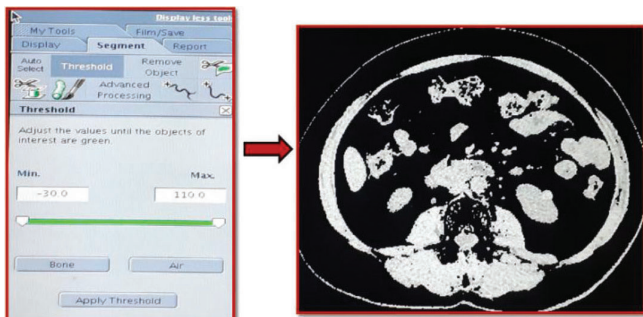 Display less tools
My Tools Film/Save
Display Segment Report
Auto Select Threshold Remove Object
Advanced Processing
Threshold
Adjust the values until the objects of
interest are green.
Min. Max.
-30.0 110.0
Bone Air
Apply Threshold